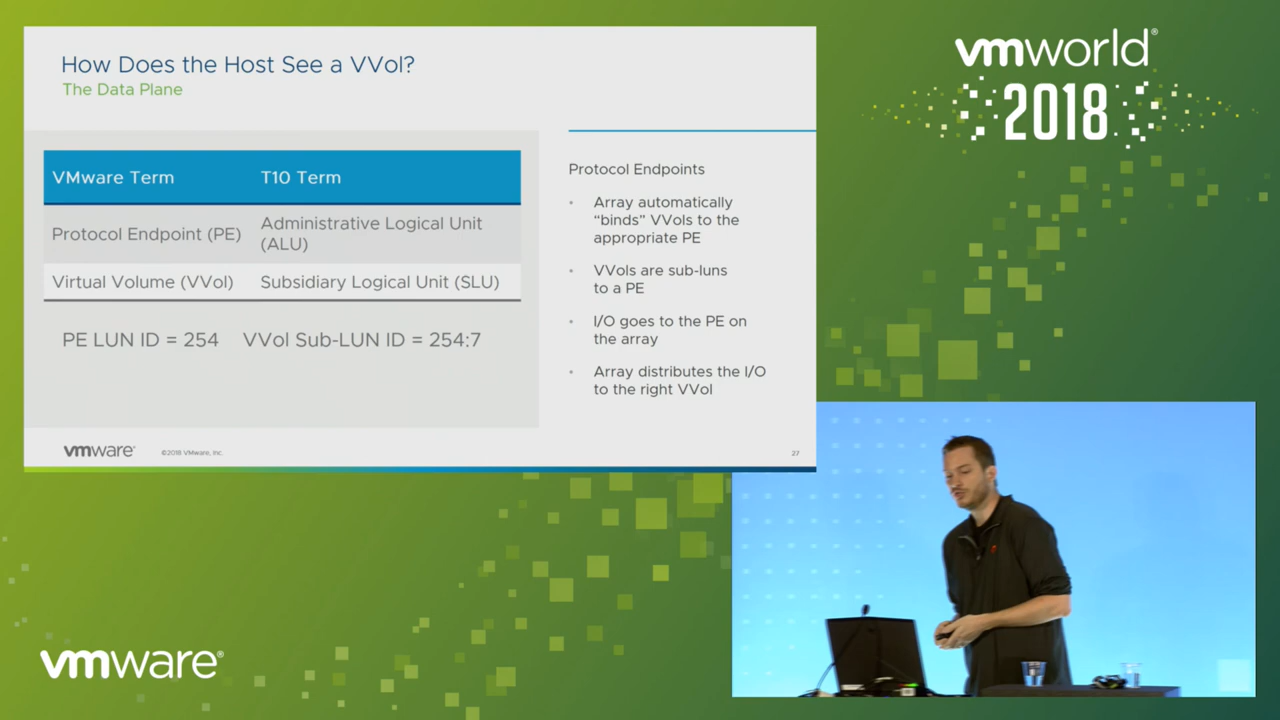 How Does the Host See a VVol?
The Data Plane
VMware Term T10 Term
Protocol Endpoint (PE) Administrative Logical Unit
(ALU)
Virtual Volume (VVol) Subsidiary Logical Unit (SLU)
PE LUN ID = 254 VVol Sub-LUN ID = 254:7
Protocol Endpoints
• Array automatically
“binds” VVols to the
appropriate PE
• VVols are sub-luns
to a PE
• I/O goes to the PE on
the array
• Array distributes the I/O
to the right VVol
vmware® ©2018 VMware, Inc. 27
vmworld®
2018
vmware®